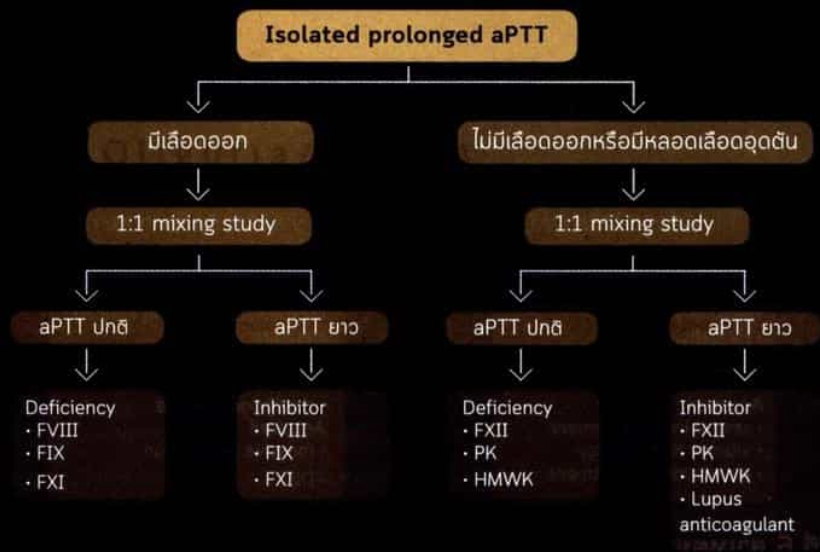 Isolated prolonged aPTT
มีเลือดออก
ไม่มีเลือดออกหรือมีหลอดเลือดอุดตัน
1:1 mixing study
1:1 mixing study
aPTT ปกติ
aPTT ยาว
aPTT ปกติ
aPTT ยาว
Deficiency
· FVIII
· FIX
· FXI
Inhibitor
· FVIII
· FIX
· FXI
Deficiency
· FXII
· PK
· HMWK
Inhibitor
· FXII
· PK
· HMWK
· Lupus
anticoagulant